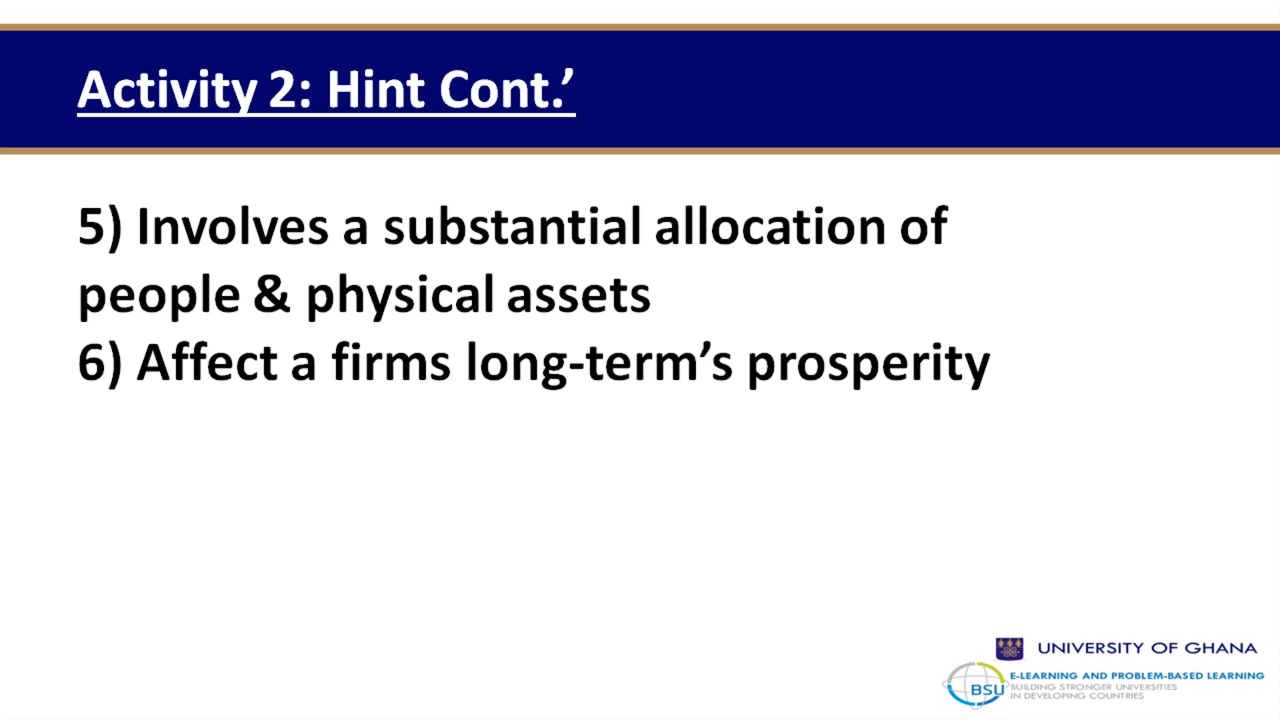 Activity 2: Hint Cont.’
5) Involves a substantial allocation of
people & physical assets
6) Affect a firms long-term’s prosperity
UNIVERSITY OF GHANA
BSU
E-LEARNING AND PROBLEM-BASED LEARNING
BUILDING STRONGER UNIVERSITIES
IN DEVELOPING COUNTRIES